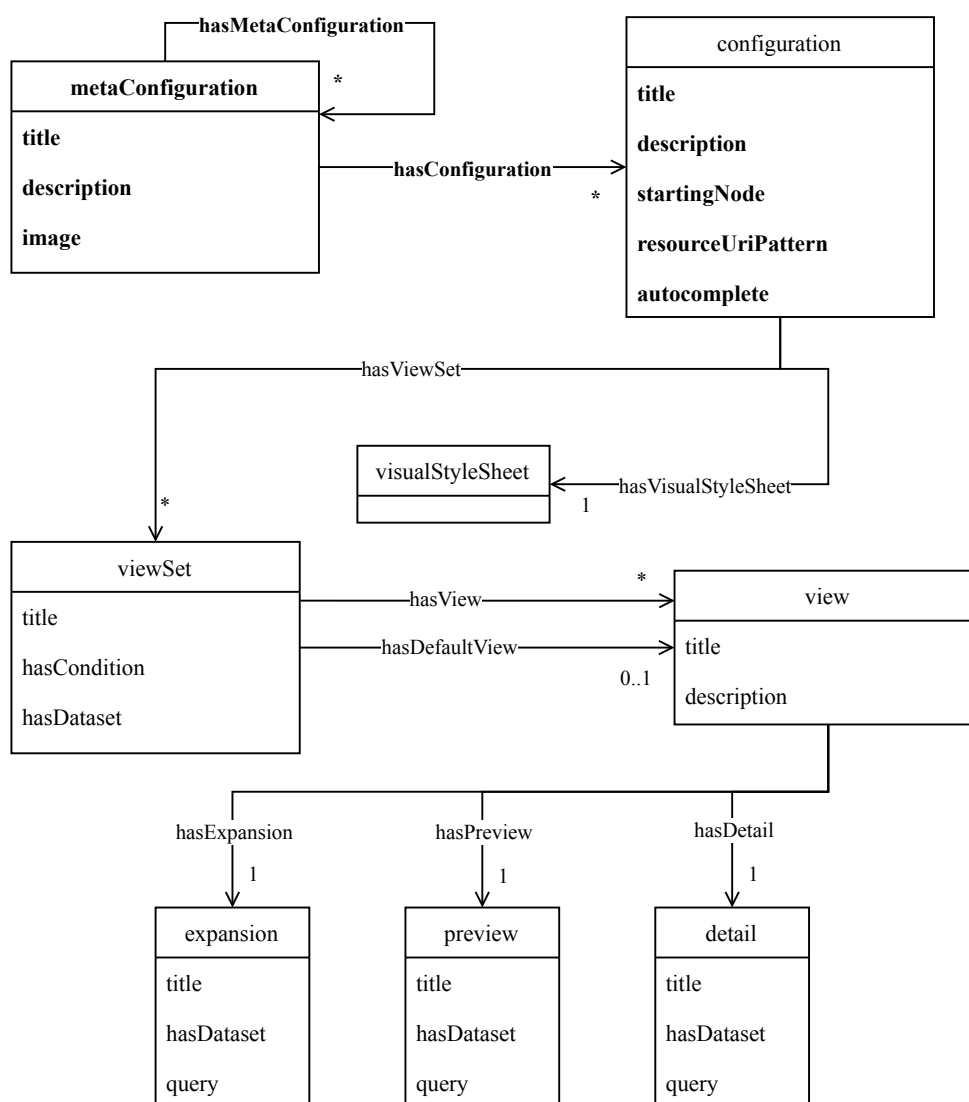 hasMetaConfiguration
metaConfiguration
*
title
description
image
hasConfiguration
*
configuration
title
description
startingNode
resourceUriPattern
autocomplete
hasViewSet
*
visualStyleSheet
hasVisualStyleSheet
1
viewSet
title
hasCondition
hasDataset
hasView
*
hasDefaultView
0..1
view
title
description
hasExpansion
1
hasPreview
1
hasDetail
1
expansion
title
hasDataset
query
preview
title
hasDataset
query
detail
title
hasDataset
query